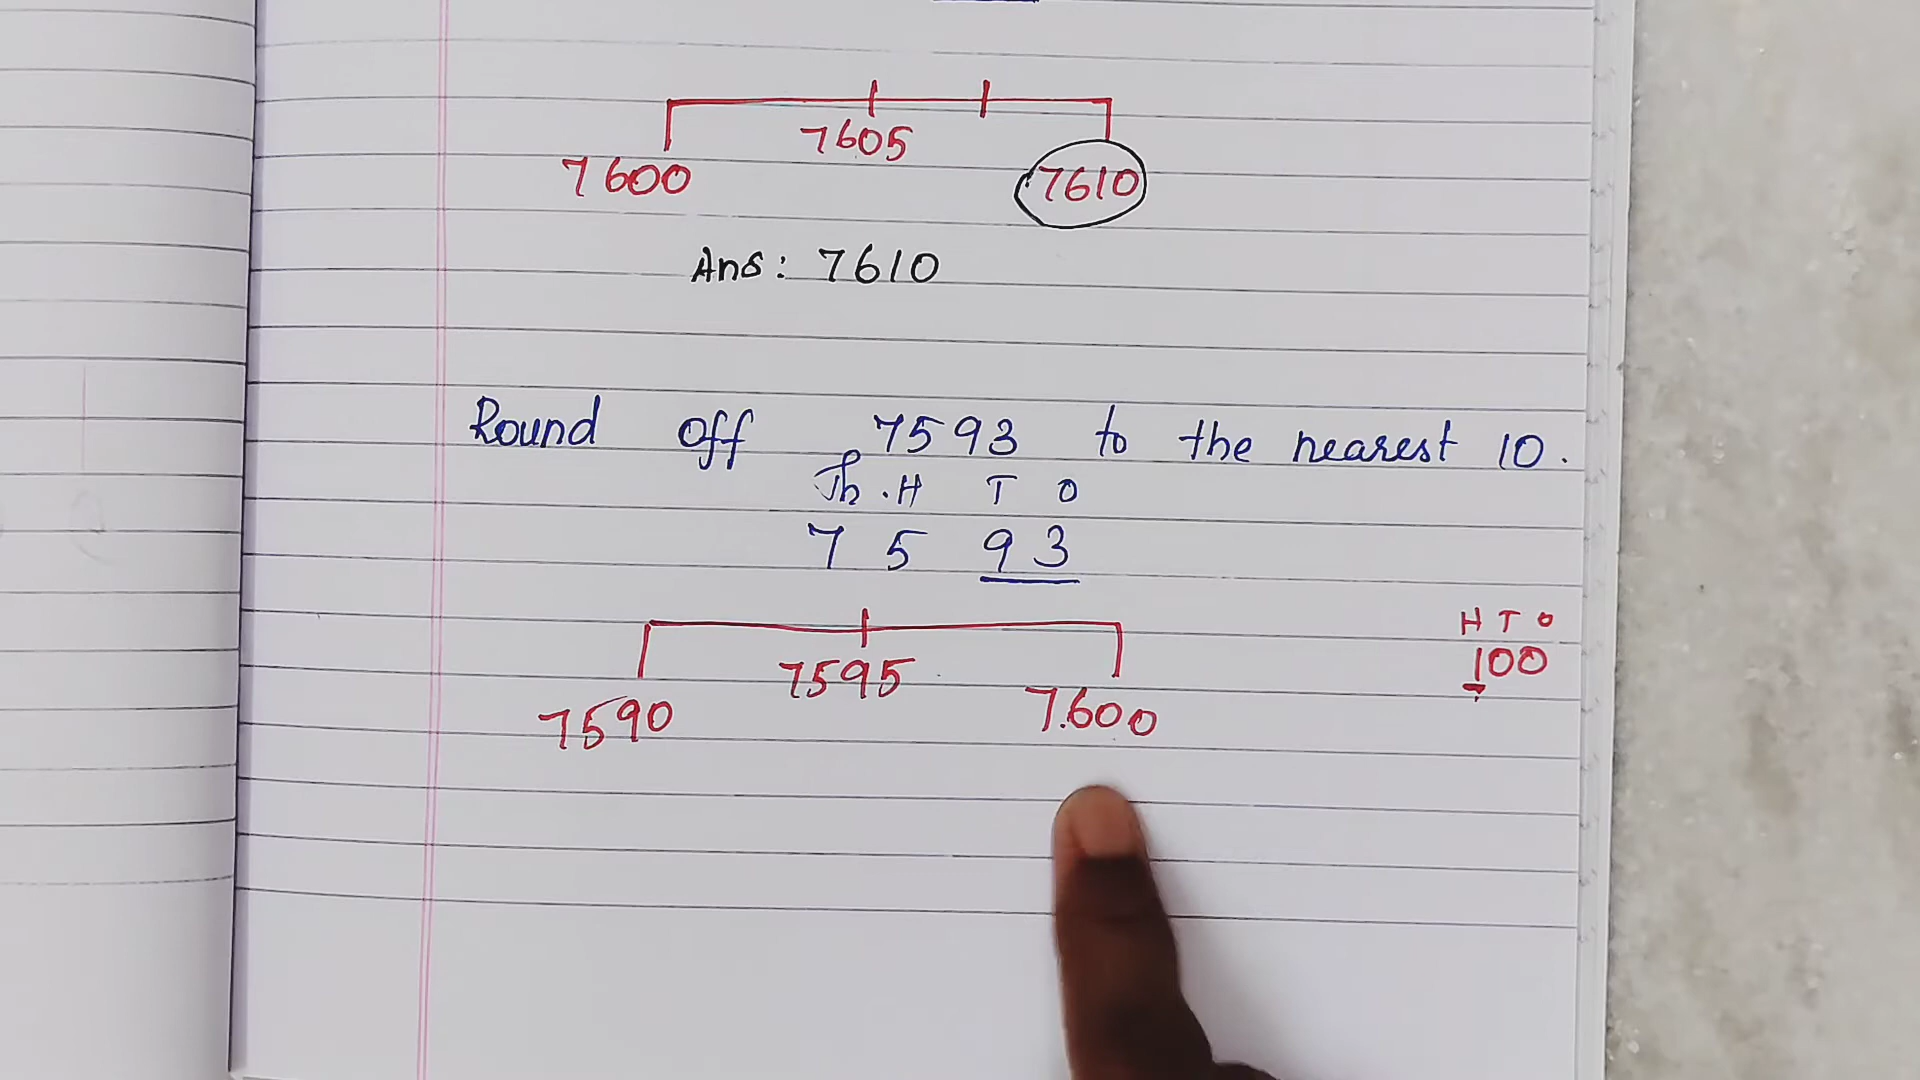 7605
7600 7610
Ans: 7610
Round off 7593 to the nearest 10.
Th. H T O
7 5 9 3
H T O
100
7595
7590 7600